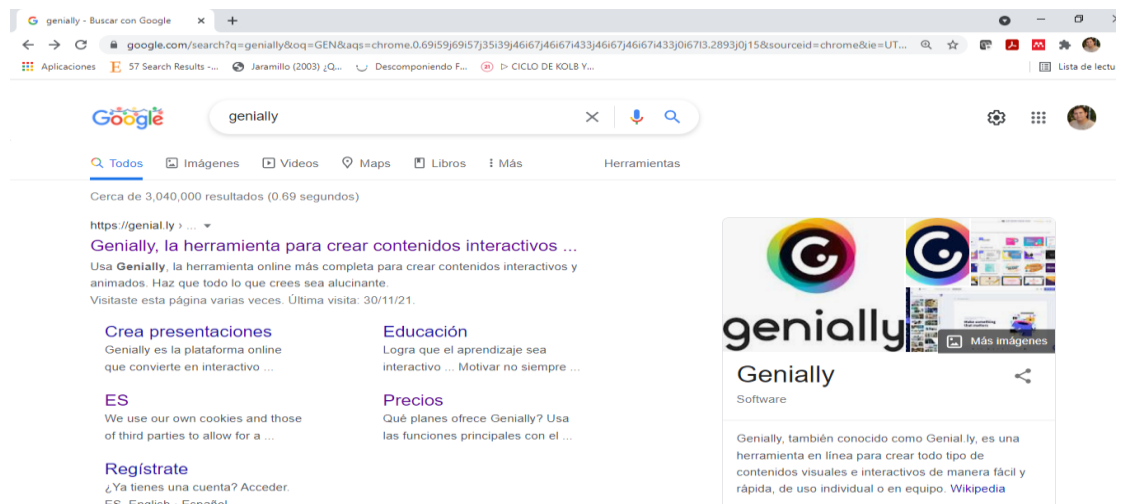 genially - Buscar con Google
google.com/search?q=genially&oq=GEN&aqs=chrome.0.69i59j69i57j35i39j46i67j46i67i433j46i67j46i67i433j0i67l3.2893j0j15&sourceid=chrome&ie=UT...
Aplicaciones 57 Search Results -... Jaramillo (2003) ¿Q... Descomponiendo F... ▷ CICLO DE KOLB Y... Lista de lectu
Google genially
Todos Imágenes Videos Maps Libros Más Herramientas
Cerca de 3,040,000 resultados (0.69 segundos)
https://genial.ly › ...
Genially, la herramienta para crear contenidos interactivos ...
Usa Genially, la herramienta online más completa para crear contenidos interactivos y
animados. Haz que todo lo que crees sea alucinante.
Visitaste esta página varias veces. Última visita: 30/11/21.
Crea presentaciones
Genially es la plataforma online
que convierte en interactivo ...
Educación
Logra que el aprendizaje sea
interactivo ... Motivar no siempre ...
ES
We use our own cookies and those
of third parties to allow for a ...
Precios
Qué planes ofrece Genially? Usa
las funciones principales con el ...
Regístrate
¿Ya tienes una cuenta? Acceder.
ES. English · Español
genially
Más imágenes
Genially
Software
Genially, también conocido como Genial.ly, es una
herramienta en línea para crear todo tipo de
contenidos visuales e interactivos de manera fácil y
rápida, de uso individual o en equipo. Wikipedia